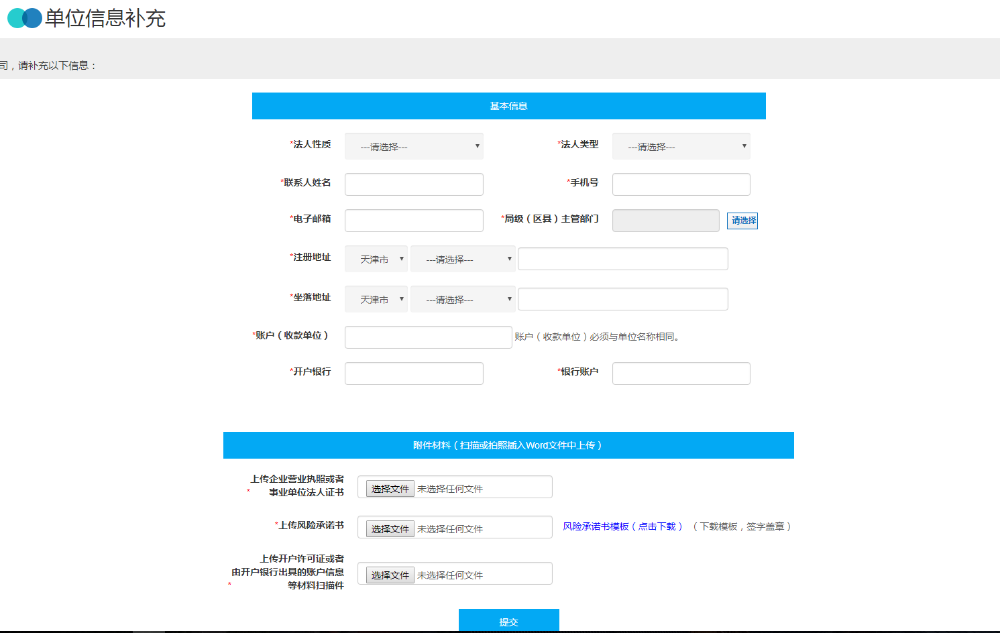 单位信息补充
司，请补充以下信息：
基本信息
*法人性质 ---请选择--- *法人类型 ---请选择---
*联系人姓名 *手机号
*电子邮箱 *局级（区县）主管部门 请选择
*注册地址 天津市 ---请选择---
*坐落地址 天津市 ---请选择---
*账户（收款单位） 账户（收款单位）必须与单位名称相同。
*开户银行 *银行账户
附件材料（扫描或拍照插入Word文件中上传）
上传企业营业执照或者
* 事业单位法人证书 选择文件 未选择任何文件
*上传风险承诺书 选择文件 未选择任何文件 风险承诺书模板（点击下载） （下载模板，签字盖章）
上传开户许可证或者
由开户银行出具的账户信息 选择文件 未选择任何文件
* 等材料扫描件
提交